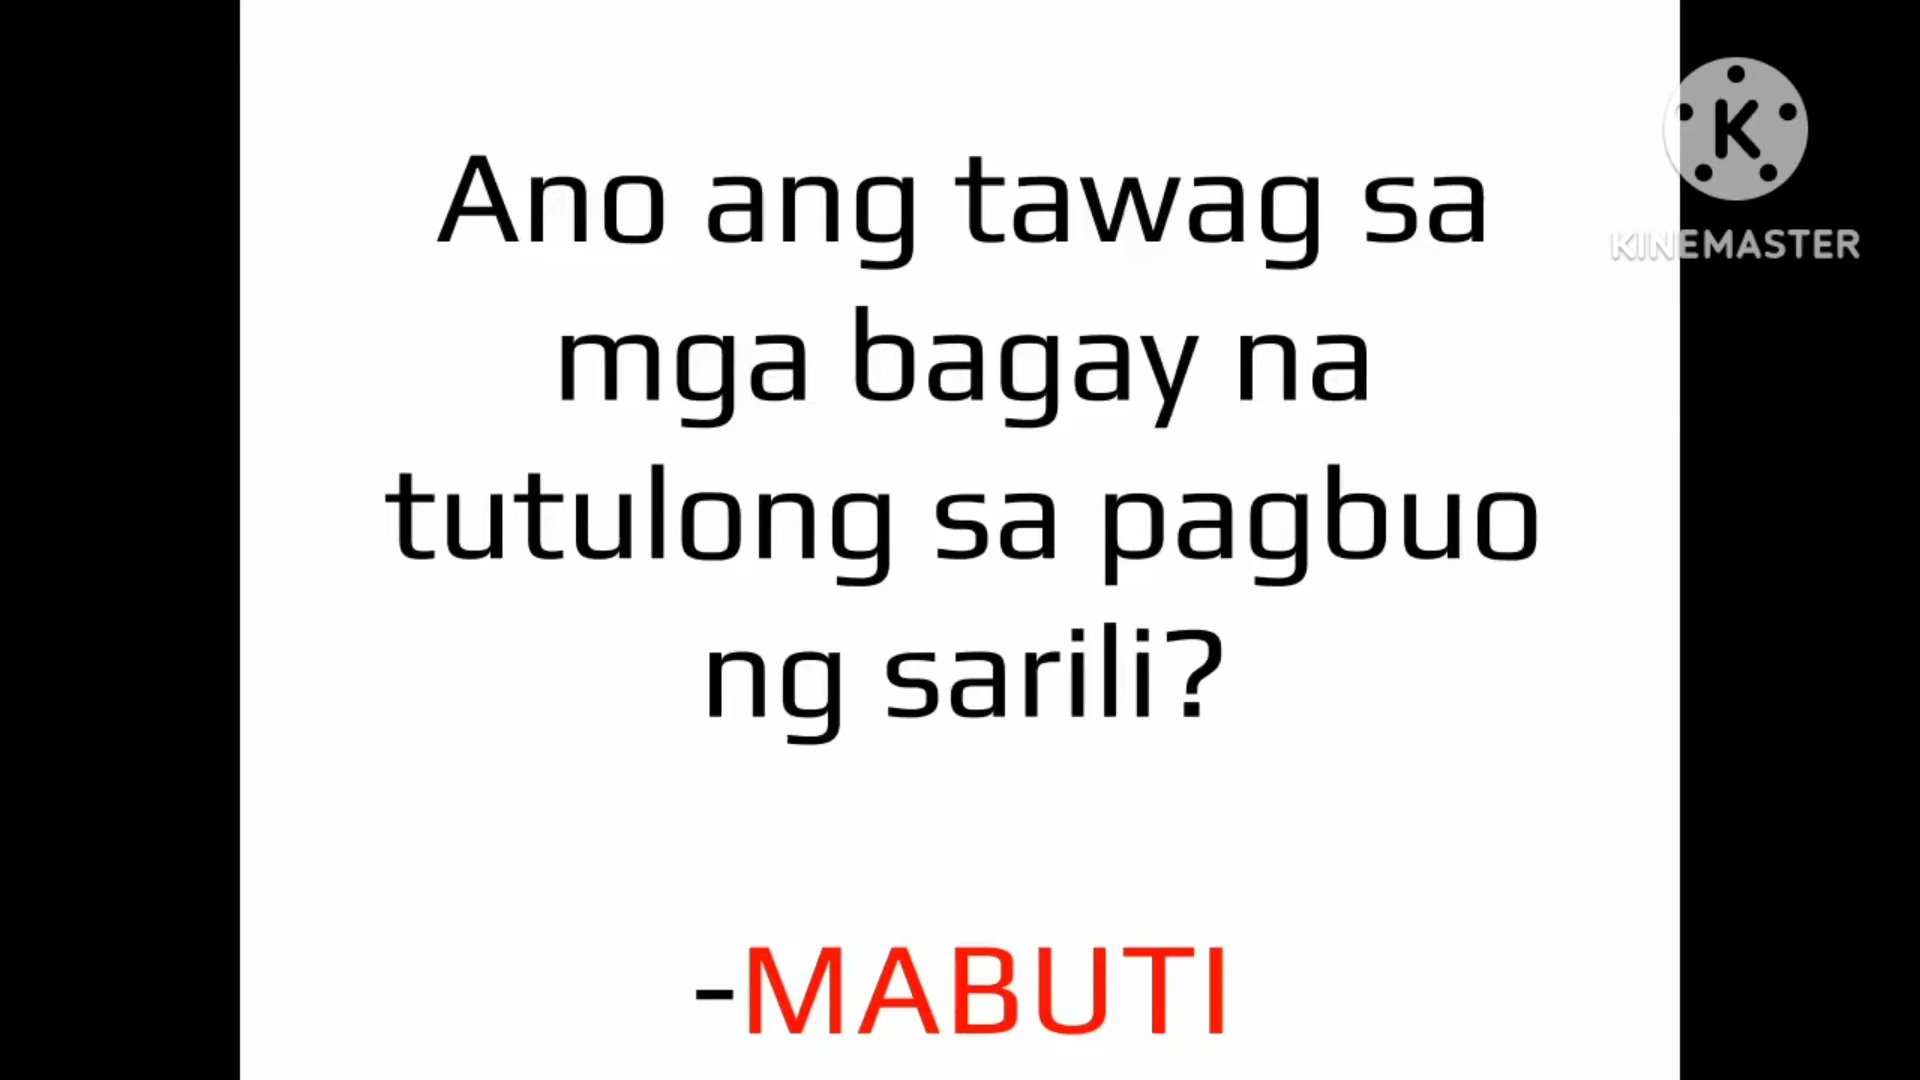 Ano ang tawag sa
mga bagay na
tutulong sa pagbuo
ng sarili?
-MABUTI
K
KINEMASTER